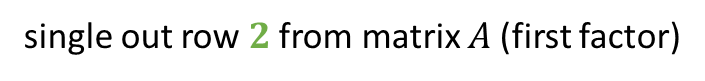 single out row 2 from matrix A (first factor)